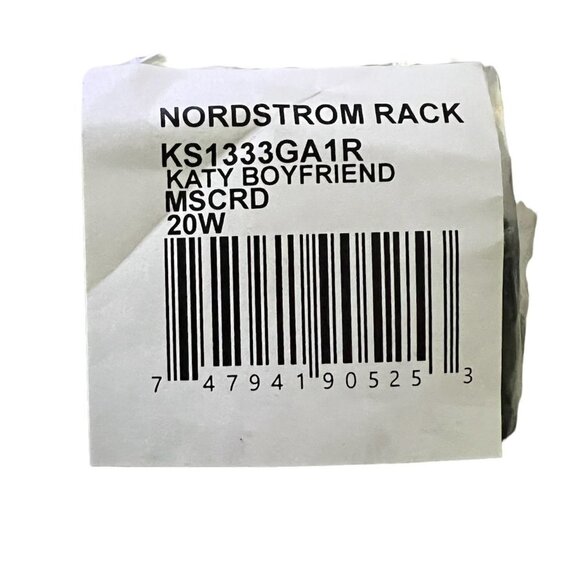 NORDSTROM RACK
KS1333GA1R
KATY BOYFRIEND
MSCRD
20W
7 47941 90525 3